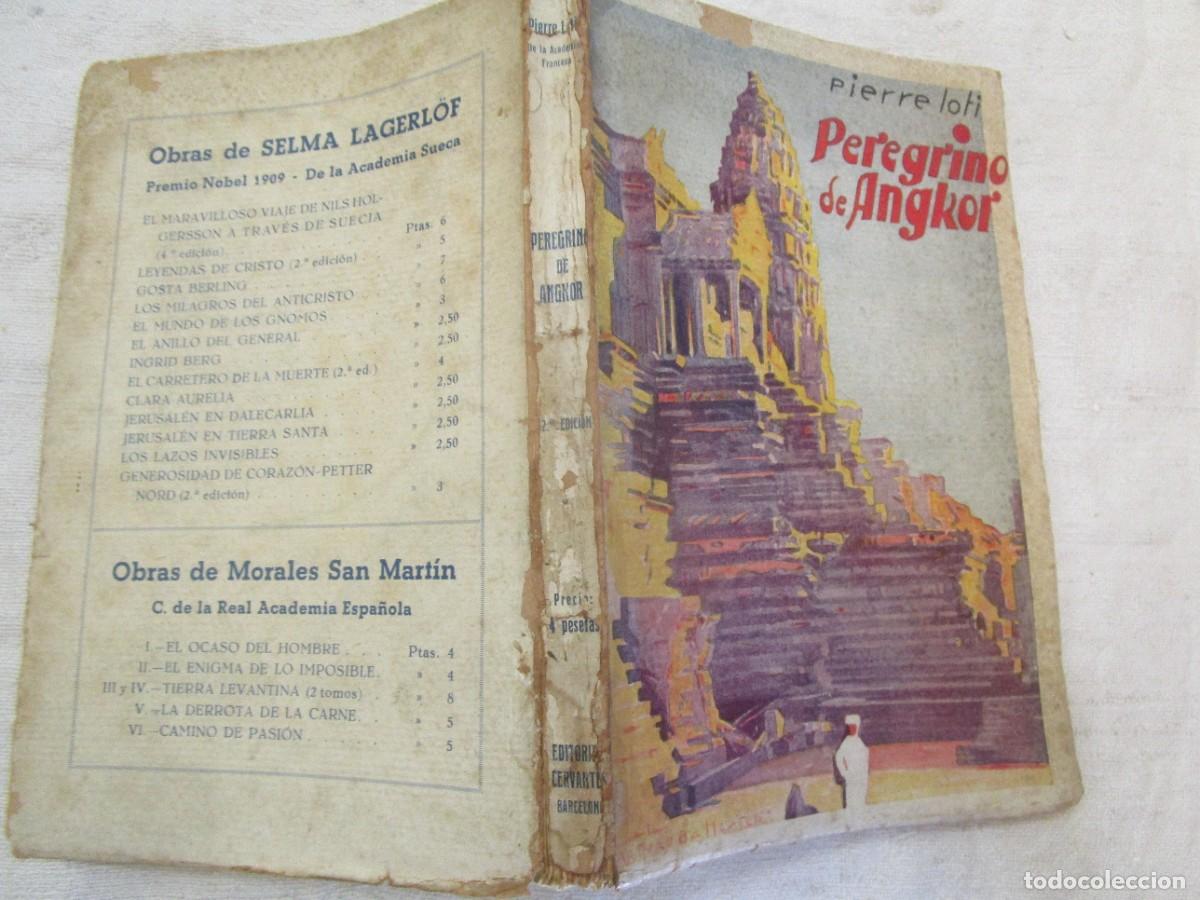 Obras de SELMA LAGERLÖF
Premio Nobel 1909 - De la Academia Sueca
EL MARAVILLOSO VIAJE DE NILS HOL-
GERSSON A TRAVÉS DE SUECIA
(4.ª edición) Ptas. 6
LEYENDAS DE CRISTO (2.ª edición) . » 5
GOSTA BERLING » 7
LOS MILAGROS DEL ANTICRISTO . » 6
EL MUNDO DE LOS GNOMOS . » 3
EL ANILLO DEL GENERAL » 2,50
INGRID BERG » 2,50
EL CARRETERO DE LA MUERTE (2.ª ed.) » 4
CLARA AURELIA » 2,50
JERUSALÉN EN DALECARLIA . » 2,50
JERUSALÉN EN TIERRA SANTA . . » 2,50
LOS LAZOS INVISIBLES » 2,50
GENEROSIDAD DE CORAZÓN-PETTER
NORD (2.ª edición) . . . . » 3
Obras de Morales San Martín
C. de la Real Academia Española
I.—EL OCASO DEL HOMBRE . . . Ptas. 4
II.—EL ENIGMA DE LO IMPOSIBLE. » 4
III y IV.—TIERRA LEVANTINA (2 tomos) . » 8
V.—LA DERROTA DE LA CARNE. . » 5
VI.—CAMINO DE PASIÓN . . . » 5
Pierre
De la
PEREGRINO
DE
ANGKOR
2.ª EDICIÓN
Precio:
4 pesetas
EDITORIAL
CERVANTES
BARCELONA
pierre loti
Peregrino
de Angkor
todocoleccion